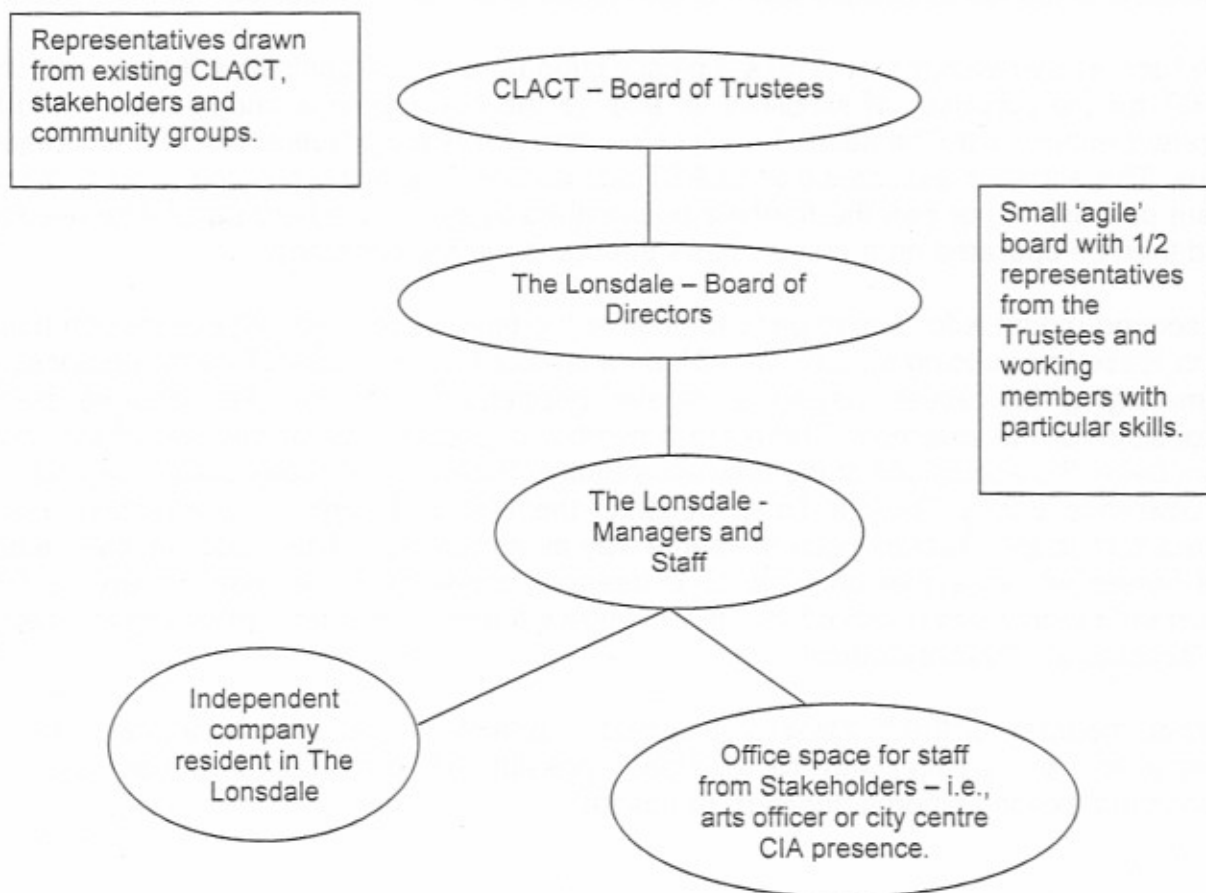 Representatives drawn
from existing CLACT,
stakeholders and
community groups.
CLACT – Board of Trustees
Small ‘agile’
board with 1/2
representatives
from the
Trustees and
working
members with
particular skills.
The Lonsdale – Board of
Directors
The Lonsdale -
Managers and
Staff
Independent
company
resident in The
Lonsdale
Office space for staff
from Stakeholders – i.e.,
arts officer or city centre
CIA presence.